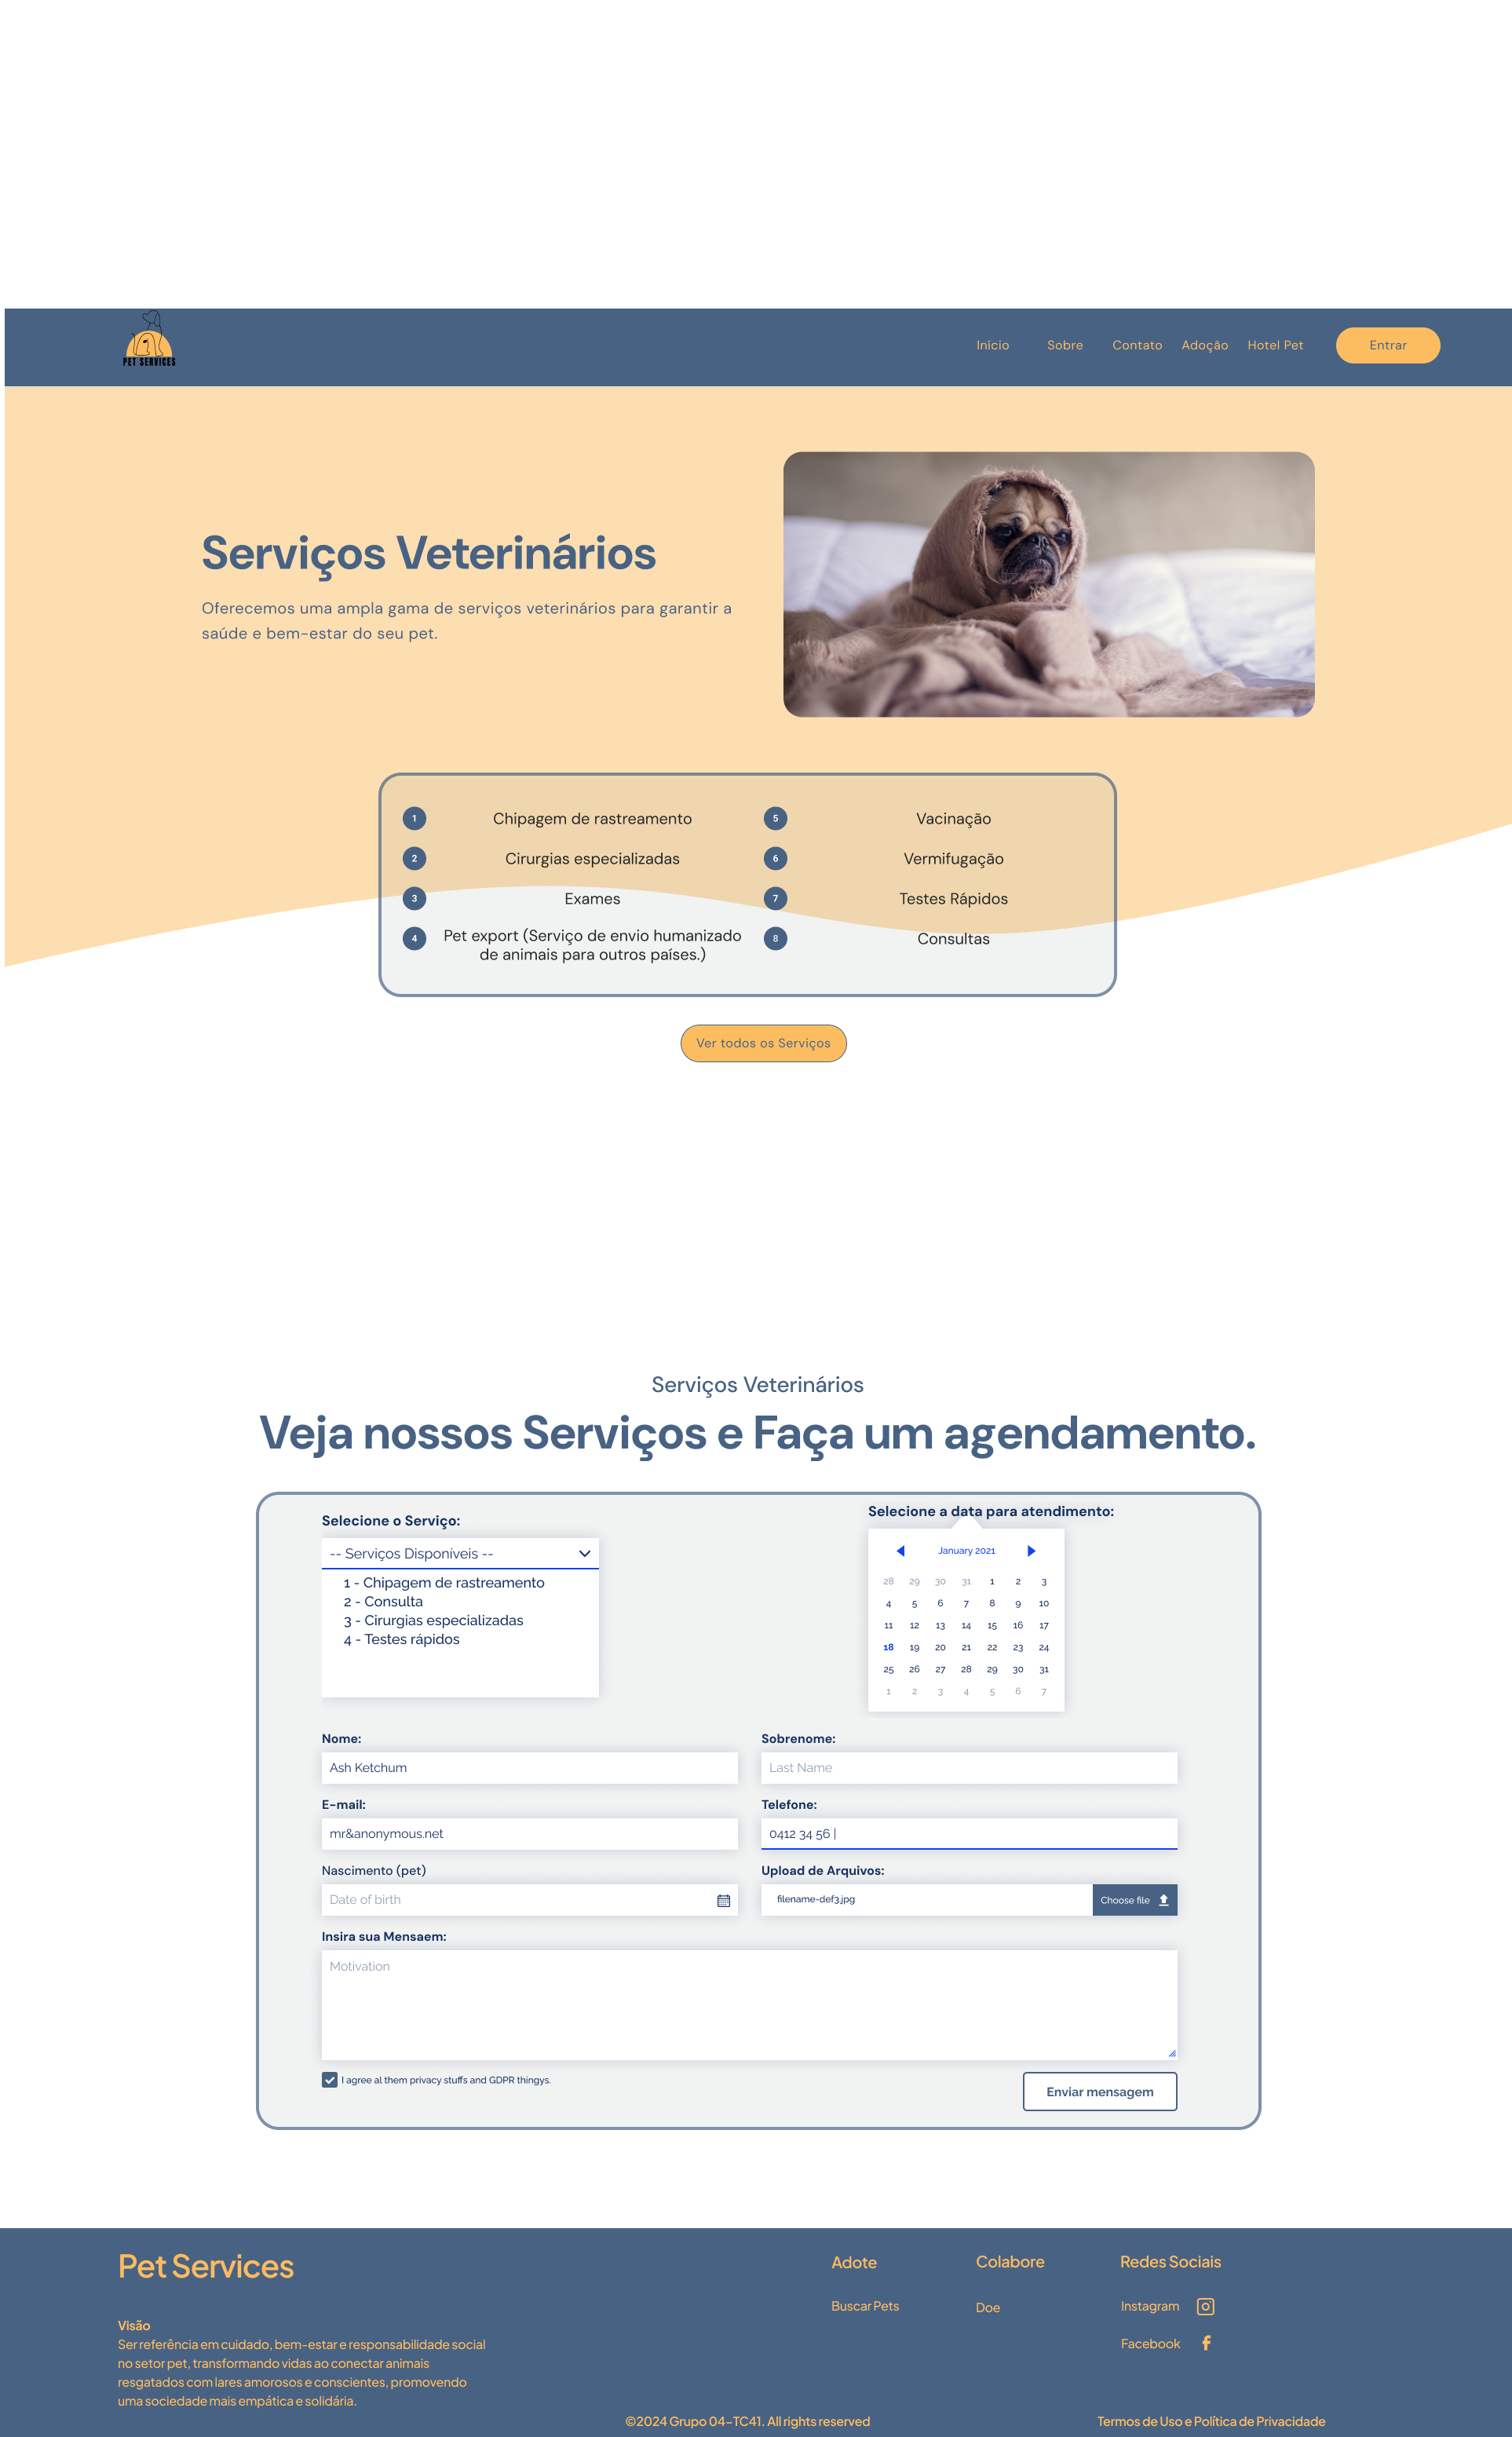 PET SERVICES
Início Sobre Contato Adoção Hotel Pet Entrar
Serviços Veterinários
Oferecemos uma ampla gama de serviços veterinários para garantir a
saúde e bem-estar do seu pet.
1 Chipagem de rastreamento
2 Cirurgias especializadas
3 Exames
4 Pet export (Serviço de envio humanizado
de animais para outros países.)
5 Vacinação
6 Vermifugação
7 Testes Rápidos
8 Consultas
Ver todos os Serviços
Serviços Veterinários
Veja nossos Serviços e Faça um agendamento.
Selecione o Serviço:
-- Serviços Disponíveis --
1 - Chipagem de rastreamento
2 - Consulta
3 - Cirurgias especializadas
4 - Testes rápidos
Selecione a data para atendimento:
January 2021
28 29 30 31 1 2 3
4 5 6 7 8 9 10
11 12 13 14 15 16 17
18 19 20 21 22 23 24
25 26 27 28 29 30 31
1 2 3 4 5 6 7
Nome:
Ash Ketchum
Sobrenome:
Last Name
E-mail:
mr&anonymous.net
Telefone:
0412 34 56 |
Nascimento (pet)
Date of birth
Upload de Arquivos:
filename-def3.jpg
Choose file
Insira sua Mensaem:
Motivation
I agree al them privacy stuffs and GDPR thingys.
Enviar mensagem
Pet Services
Visão
Ser referência em cuidado, bem-estar e responsabilidade social
no setor pet, transformando vidas ao conectar animais
resgatados com lares amorosos e conscientes, promovendo
uma sociedade mais empática e solidária.
Adote
Buscar Pets
Colabore
Doe
Redes Sociais
Instagram
Facebook
©2024 Grupo 04-TC41. All rights reserved
Termos de Uso e Política de Privacidade